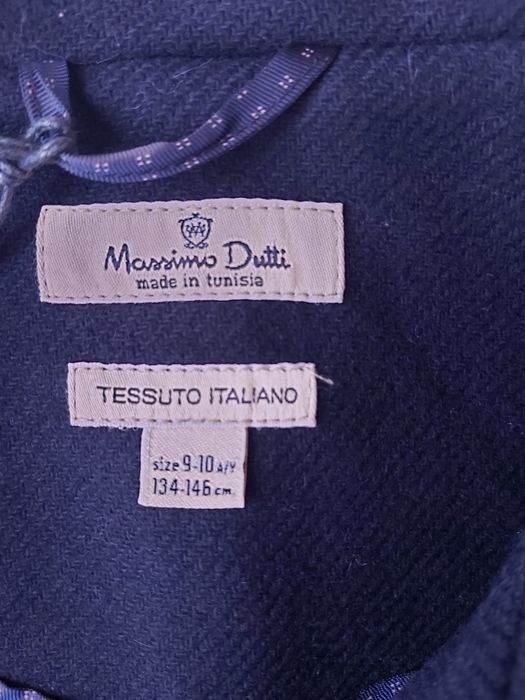 Massimo Dutti
made in tunisia
TESSUTO ITALIANO
size 9-10 A/Y
134-146 cm.